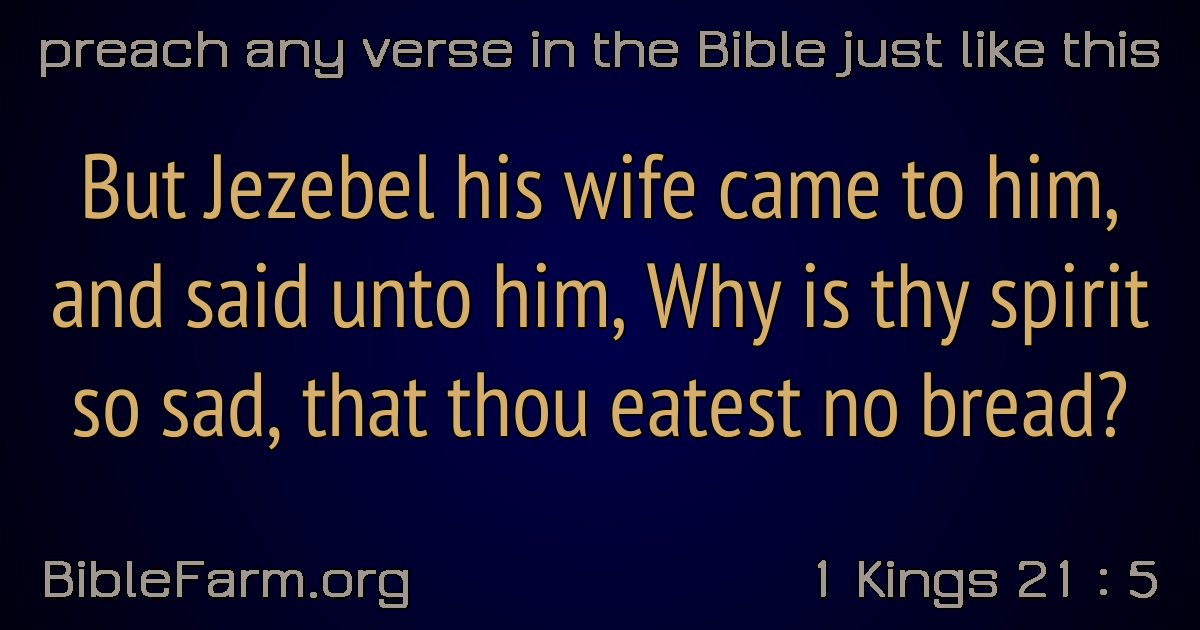 preach any verse in the Bible just like this
But Jezebel his wife came to him,
and said unto him, Why is thy spirit
so sad, that thou eatest no bread?
BibleFarm.org
1 Kings 21 : 5